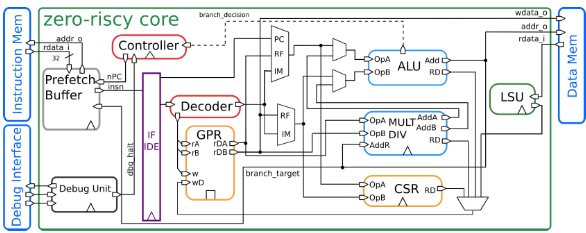 zero-riscy core
branch_decision
wdata_o
addr_o
rdata_i
Instruction Mem
addr_o
rdata_i
32
Controller
nPC
insn
Prefetch
Buffer
PC
RF
IM
OpA
OpB
ALU
Add
RD
Data Mem
LSU
IF
IDE
Decoder
RF
IM
GPR
rA
rB
rDA
rDB
w
wD
OpA
OpB
AddR
MULT
DIV
AddA
AddB
RD
Debug Interface
Debug Unit
dbg_halt
branch_target
OpA
OpB
CSR
RD